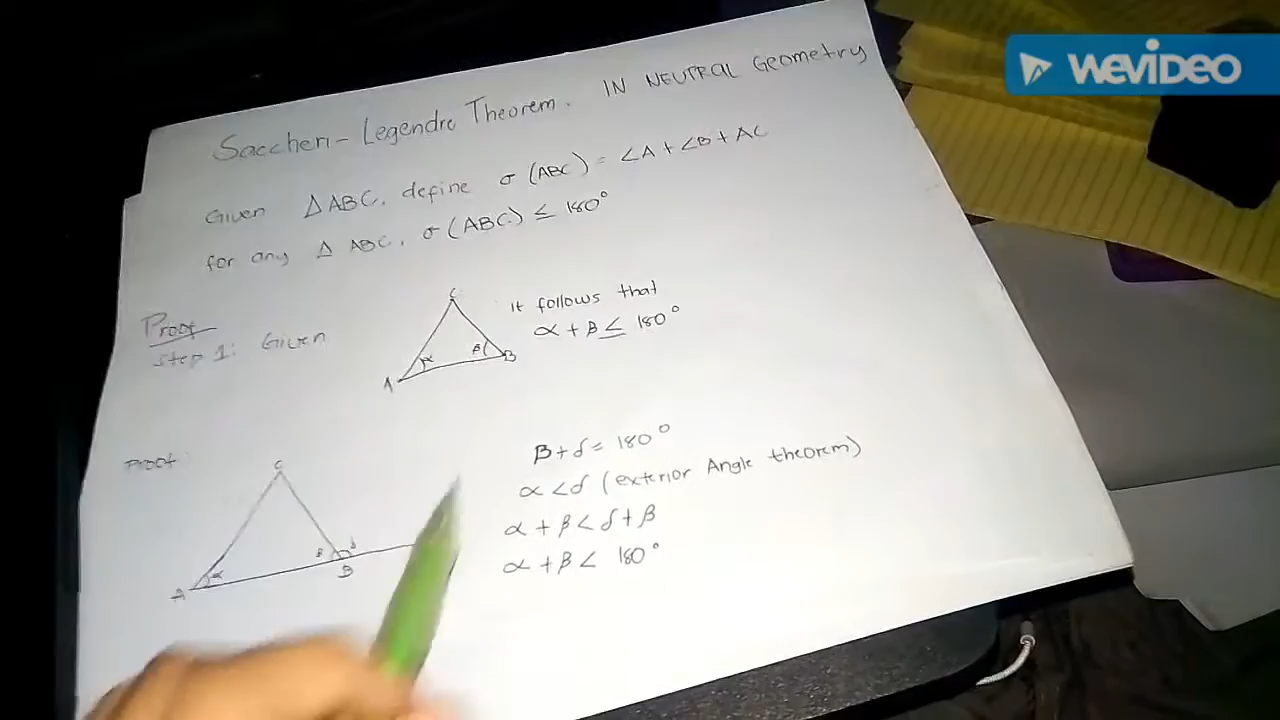 WEVIDEO
Saccheri - Legendre Theorem. IN NEUTRAL Geometry
Given △ABC, define σ (ABC) = ∠A + ∠B + AC
for any △ ABC, σ (ABC) ≤ 180°
Proof
Step 1: Given
C
α
β
A
B
It follows that
α + β ≤ 180°
Proof
C
α
β
δ
A
B
β + δ = 180°
α < δ (exterior Angle theorem)
α + β < δ + β
α + β < 180°